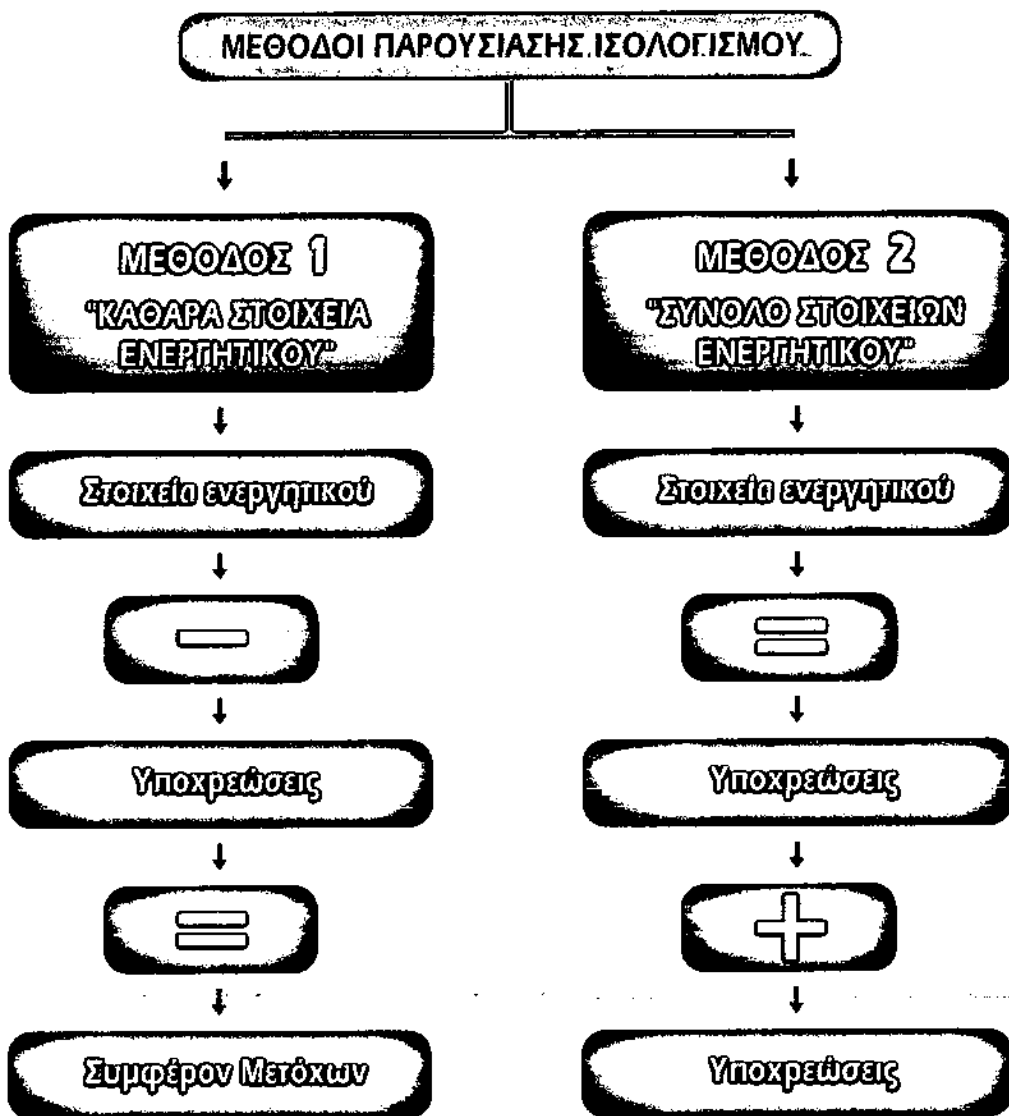 ΜΕΘΟΔΟΙ ΠΑΡΟΥΣΙΑΣΗΣ ΙΣΟΛΟΓΙΣΜΟΥ
ΜΕΘΟΔΟΣ 1
"ΚΑΘΑΡΑ ΣΤΟΙΧΕΙΑ
ΕΝΕΡΓΗΤΙΚΟΥ"
Στοιχεία ενεργητικού
−
Υποχρεώσεις
=
Συμφέρον Μετόχων
ΜΕΘΟΔΟΣ 2
"ΣΥΝΟΛΟ ΣΤΟΙΧΕΙΩΝ
ΕΝΕΡΓΗΤΙΚΟΥ"
Στοιχεία ενεργητικού
=
Υποχρεώσεις
+
Υποχρεώσεις